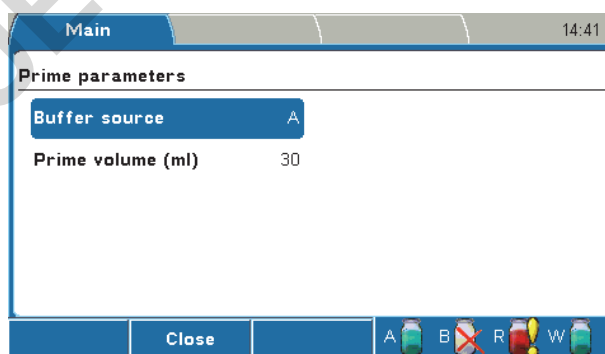 Main 14:41
Prime parameters
Buffer source A
Prime volume (ml) 30
Close A B R W